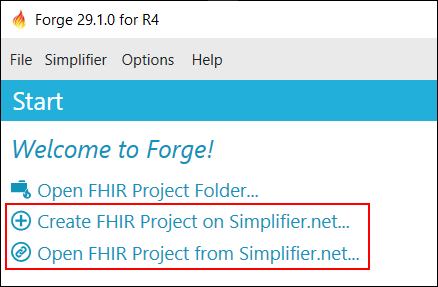 Forge 29.1.0 for R4
File Simplifier Options Help
Start
Welcome to Forge!
Open FHIR Project Folder...
Create FHIR Project on Simplifier.net...
Open FHIR Project from Simplifier.net...